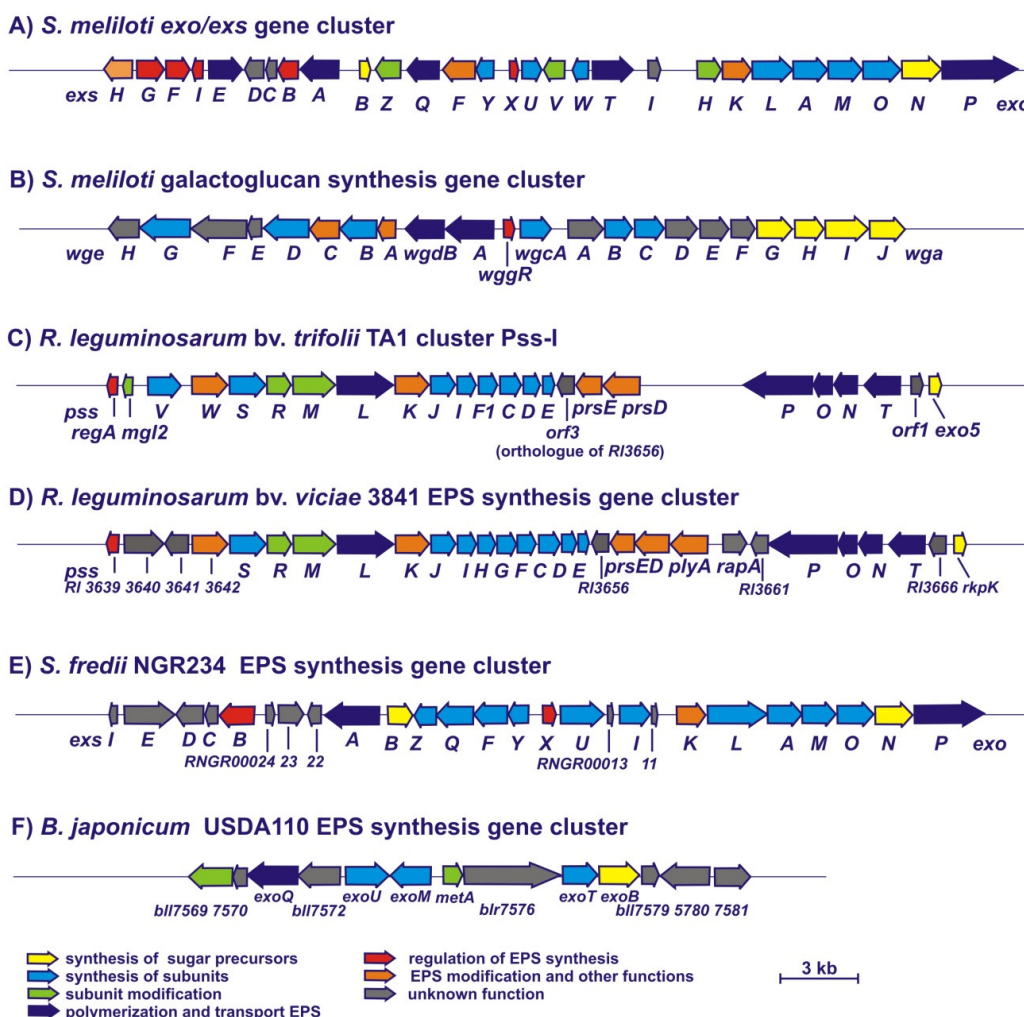 A) S. meliloti exo/exs gene cluster
exs H G F I E D C B A B Z Q F Y X U V W T I H K L A M O N P exo
B) S. meliloti galactoglucan synthesis gene cluster
wge H G F E D C B A wgdB A wgcA A B C D E F G H I J wga
wggR
C) R. leguminosarum bv. trifolii TA1 cluster Pss-I
pss V W S R M L K J I F1 C D E prsE prsD P O N T
regA mgl2 orf3 orf1 exo5
(orthologue of Rl3656)
D) R. leguminosarum bv. viciae 3841 EPS synthesis gene cluster
pss S R M L K J I H G F C D E prsED plyA rapA P O N T
Rl 3639 3640 3641 3642 Rl3656 Rl3661 Rl3666 rkpK
E) S. fredii NGR234 EPS synthesis gene cluster
exs I E D C B A B Z Q F Y X U I K L A M O N P exo
RNGR00024 23 22 RNGR00013 11
F) B. japonicum USDA110 EPS synthesis gene cluster
exoQ exoU exoM metA exoT exoB
bll7569 7570 bll7572 blr7576 bll7579 5780 7581
synthesis of sugar precursors regulation of EPS synthesis
synthesis of subunits EPS modification and other functions
subunit modification unknown function 3 kb
polymerization and transport EPS